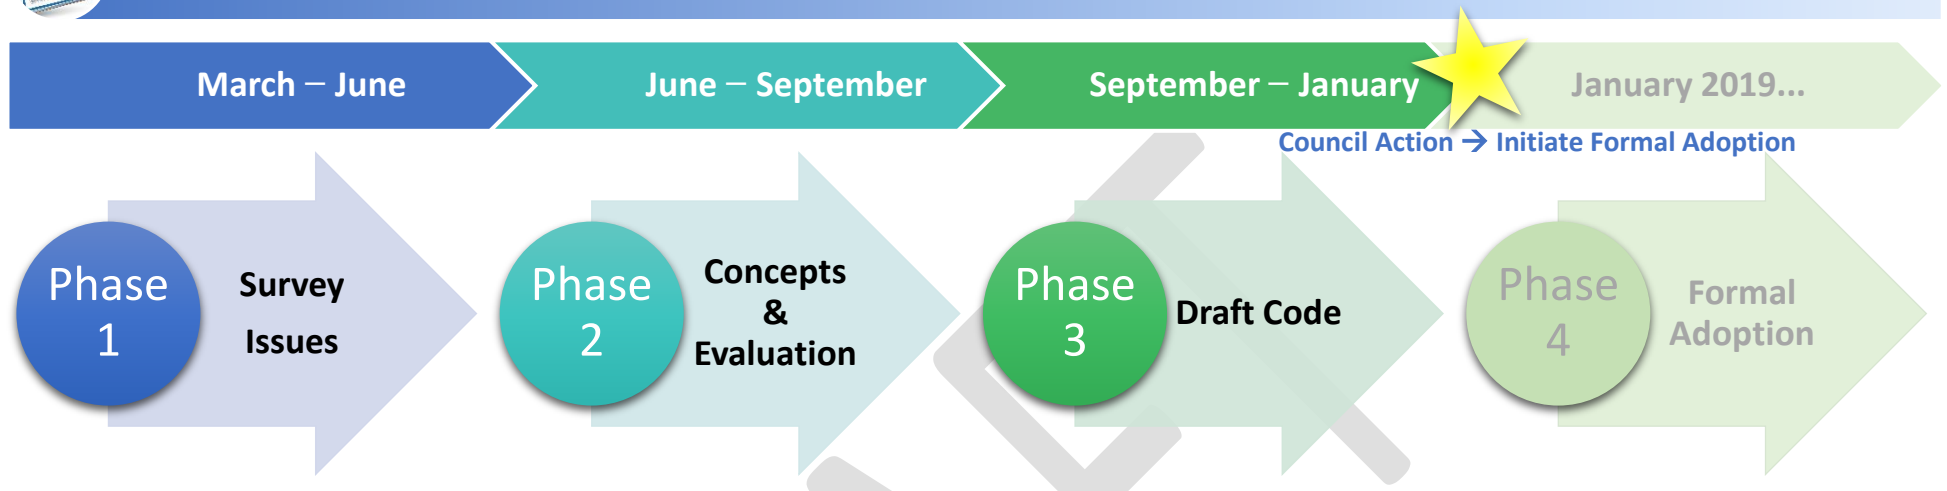 March – June
June – September
September – January
January 2019...
Council Action → Initiate Formal Adoption
Phase
1
Survey
Issues
Phase
2
Concepts
&
Evaluation
Phase
3
Draft Code
Phase
4
Formal
Adoption